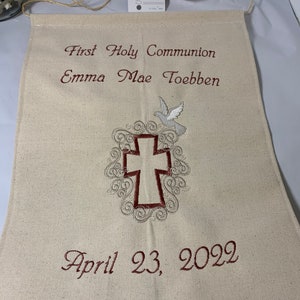 First Holy Communion
Emma Mae Toebben
April 23, 2022